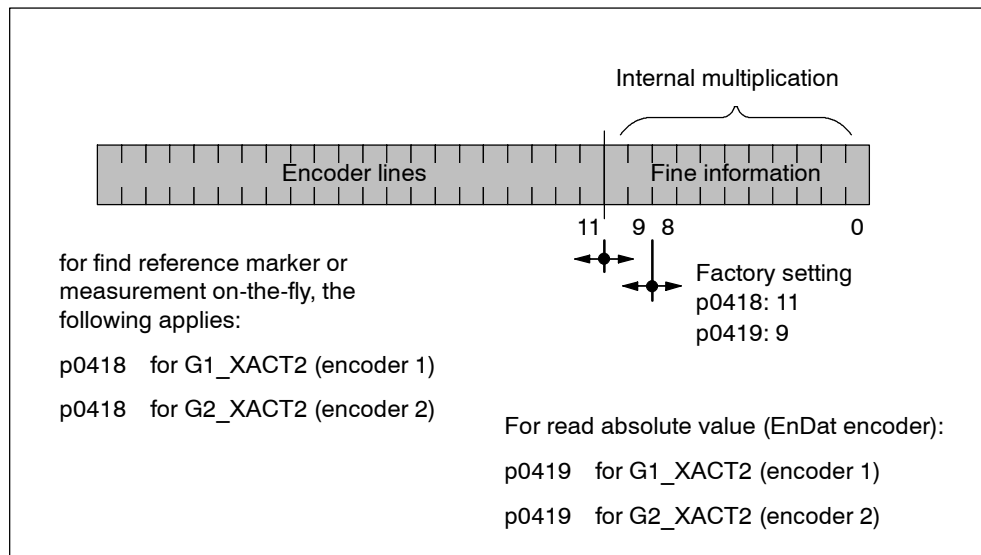 Internal multiplication
Encoder lines
Fine information
11
9
8
0
for find reference marker or
measurement on-the-fly, the
following applies:
p0418 for G1_XACT2 (encoder 1)
p0418 for G2_XACT2 (encoder 2)
Factory setting
p0418: 11
p0419: 9
For read absolute value (EnDat encoder):
p0419 for G1_XACT2 (encoder 1)
p0419 for G2_XACT2 (encoder 2)